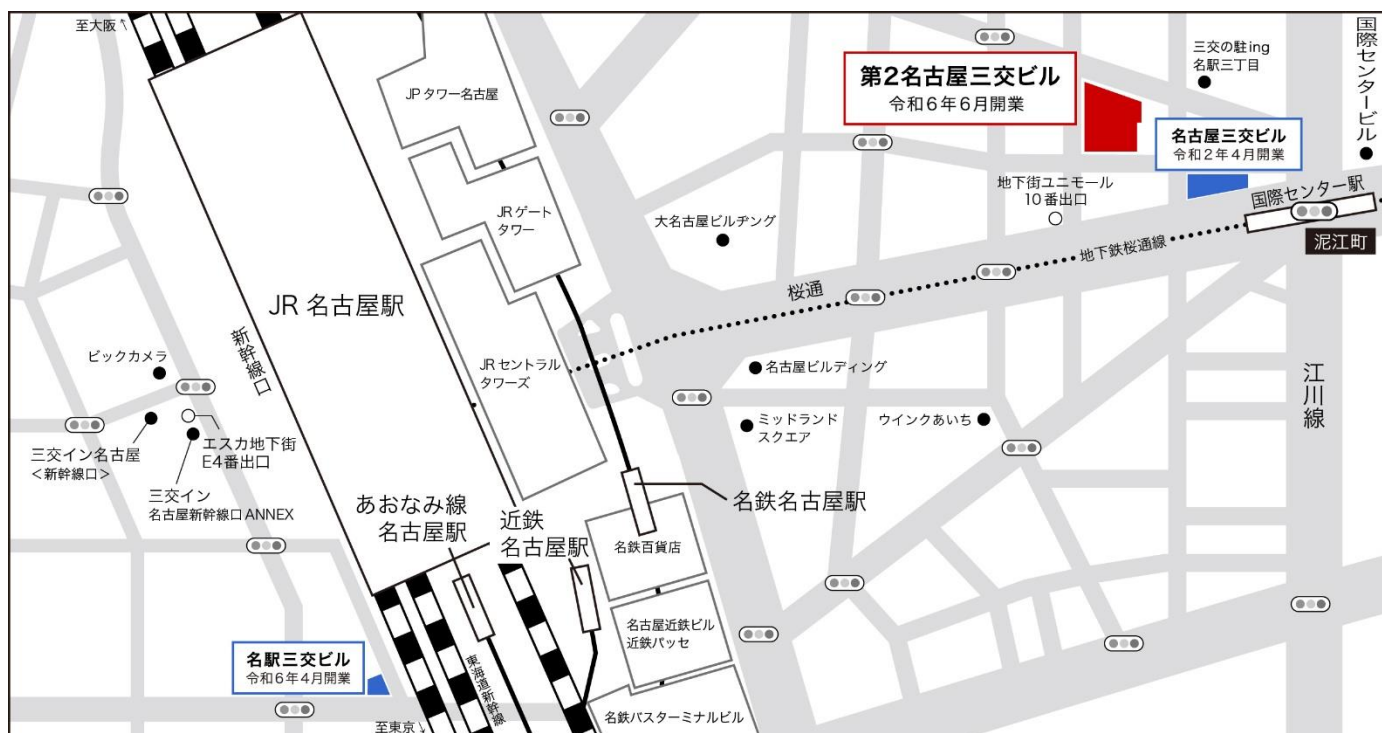 至大阪↑
JPタワー名古屋
JRゲート
タワー
JRセントラル
タワーズ
JR名古屋駅
新幹線口
ビックカメラ
三交イン名古屋
<新幹線口>
エスカ地下街
E4番出口
三交イン
名古屋新幹線口ANNEX
あおなみ線
名古屋駅
近鉄
名古屋駅
名鉄名古屋駅
名鉄百貨店
名古屋近鉄ビル
近鉄パッセ
名鉄バスターミナルビル
名駅三交ビル
令和6年4月開業
東海道新幹線
至東京↓
第2名古屋三交ビル
令和6年6月開業
三交の駐ing
名駅三丁目
国際センタービル
名古屋三交ビル
令和2年4月開業
地下街ユニモール
10番出口
国際センター駅
泥江町
大名古屋ビルヂング
地下鉄桜通線
桜通
名古屋ビルディング
ミッドランド
スクエア
ウインクあいち
江川線